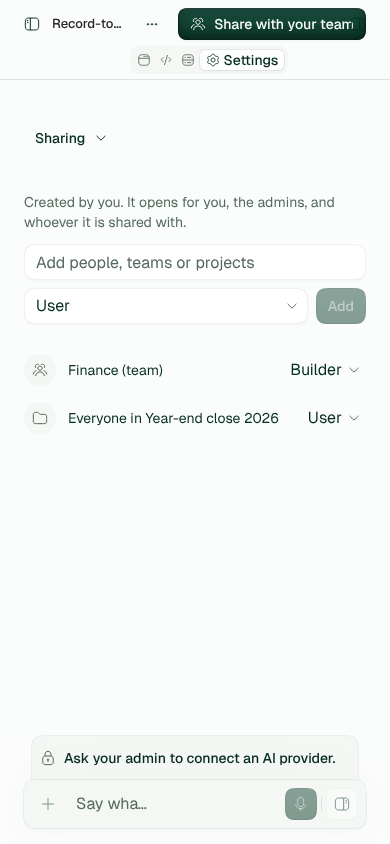 Record-to...
Share with your team
Settings
Sharing
Created by you. It opens for you, the admins, and
whoever it is shared with.
Add people, teams or projects
User
Add
Finance (team)
Builder
Everyone in Year-end close 2026
User
Ask your admin to connect an AI provider.
Say wha...